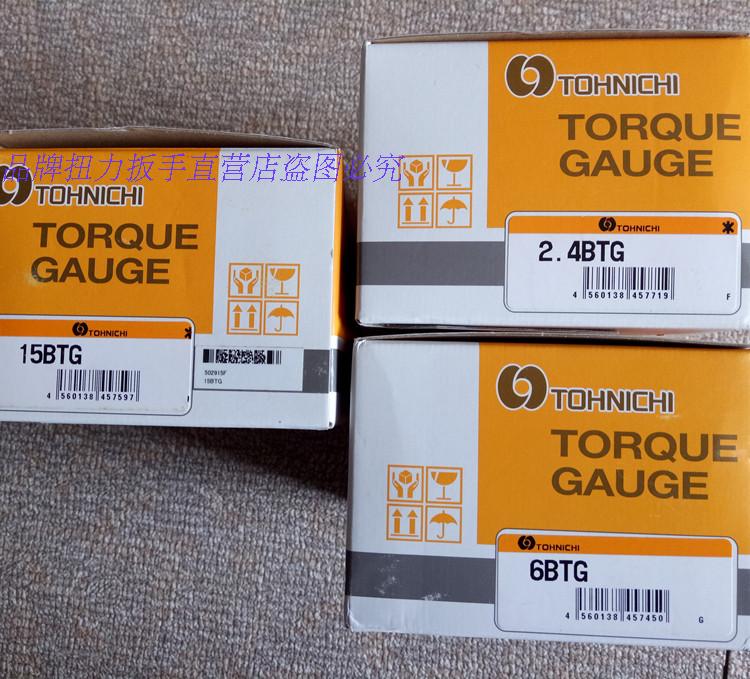 品牌扭力扳手直营店盗图必究
TOHNICHI
TORQUE
GAUGE
TOHNICHI
*
15BTG
4 560138 457597
502915F
15BTG
TOHNICHI
TORQUE
GAUGE
TOHNICHI
*
2.4BTG
4 560138 457719
F
TOHNICHI
TORQUE
GAUGE
TOHNICHI
6BTG
4 560138 457450
G